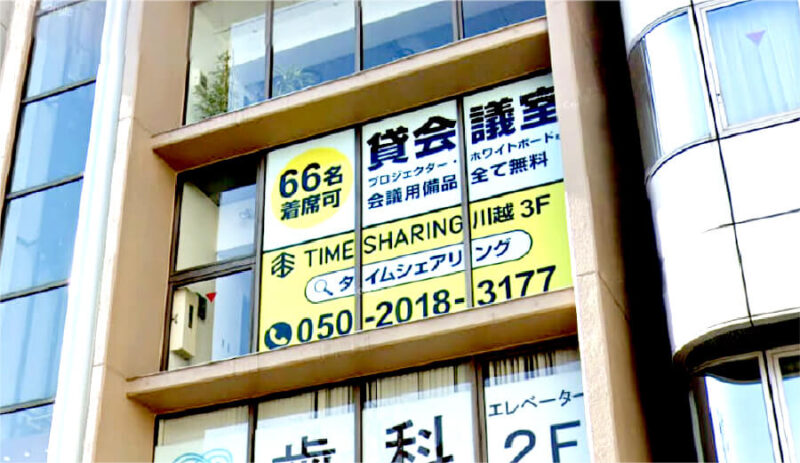 66名
着席可
貸会議室
プロジェクター・ホワイトボード
会議用備品 全て無料
TIME SHARING 川越 3F
タイムシェアリング
050-2018-3177
歯科
エレベーター
2F